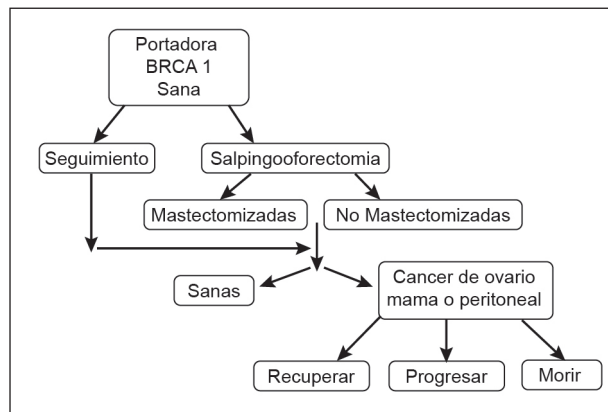 Portadora
BRCA 1
Sana
Seguimiento
Salpingooforectomia
Mastectomizadas
No Mastectomizadas
Sanas
Cancer de ovario
mama o peritoneal
Recuperar
Progresar
Morir